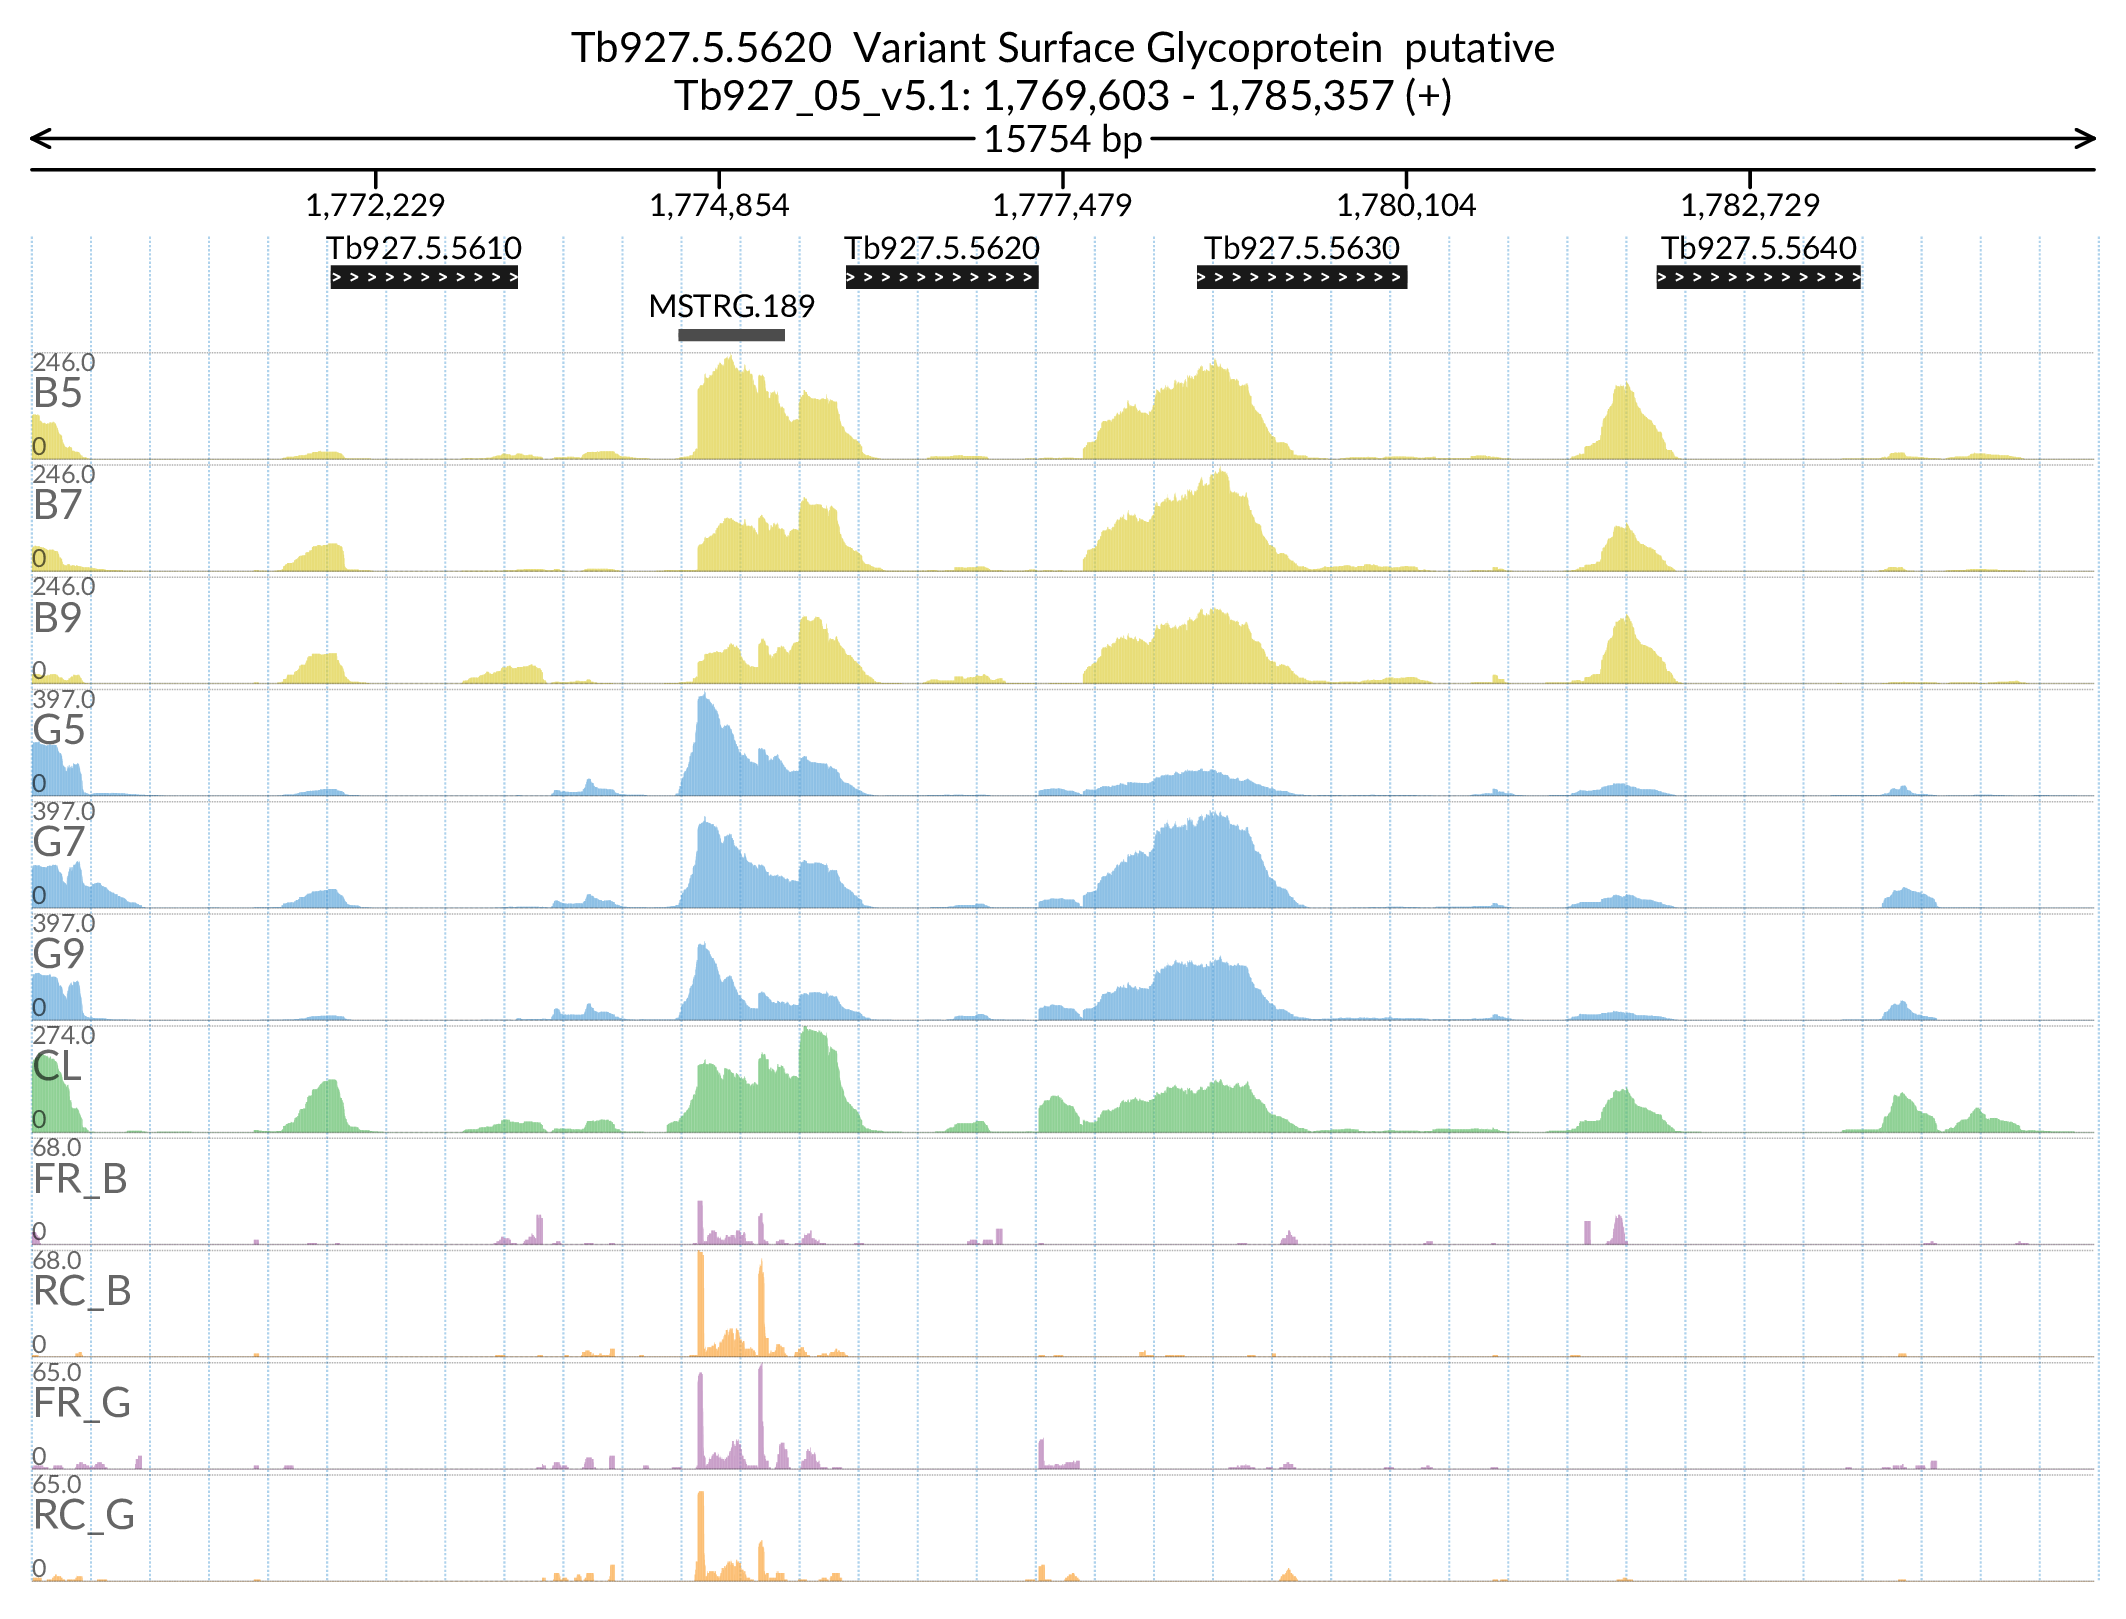 Tb927.5.5620  Variant Surface Glycoprotein  putative
Tb927_05_v5.1: 1,769,603 - 1,785,357 (+)
15754 bp
1,772,229 1,774,854 1,777,479 1,780,104 1,782,729
Tb927.5.5610 Tb927.5.5620 Tb927.5.5630 Tb927.5.5640
> > > > > > > > > > > > > > > > > > > > > > > > > > > > > > > > > > > > > > > > > > > > >
MSTRG.189
246.0
B5
0
246.0
B7
0
246.0
B9
0
397.0
G5
0
397.0
G7
0
397.0
G9
0
274.0
CL
0
68.0
FR_B
0
68.0
RC_B
0
65.0
FR_G
0
65.0
RC_G
0